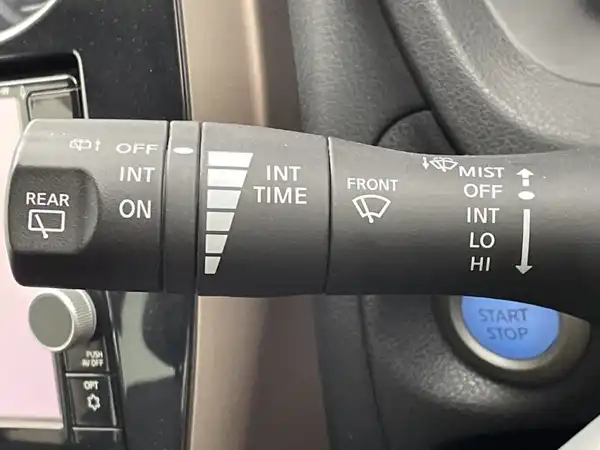 REAR
OFF
INT
ON
INT
TIME
FRONT
MIST
OFF
INT
LO
HI
START
STOP
PUSH
AV OFF
OPT